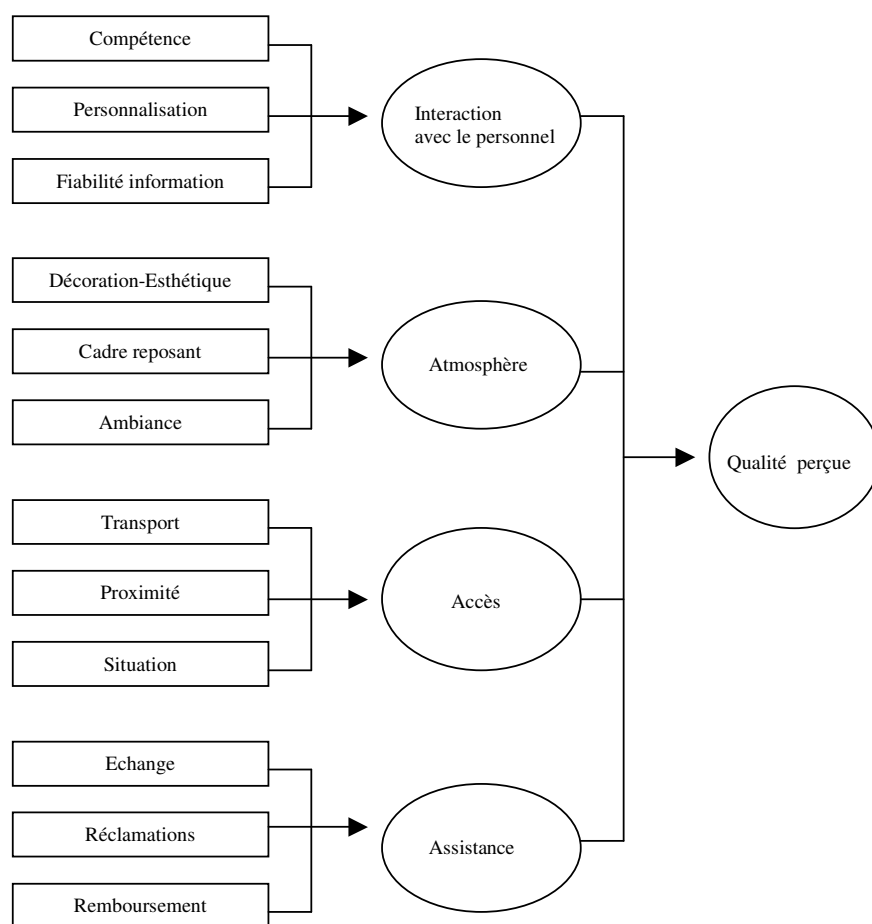 Compétence
Personnalisation
Fiabilité information
Interaction
avec le personnel
Décoration-Esthétique
Cadre reposant
Ambiance
Atmosphère
Qualité perçue
Transport
Proximité
Situation
Accès
Echange
Réclamations
Remboursement
Assistance